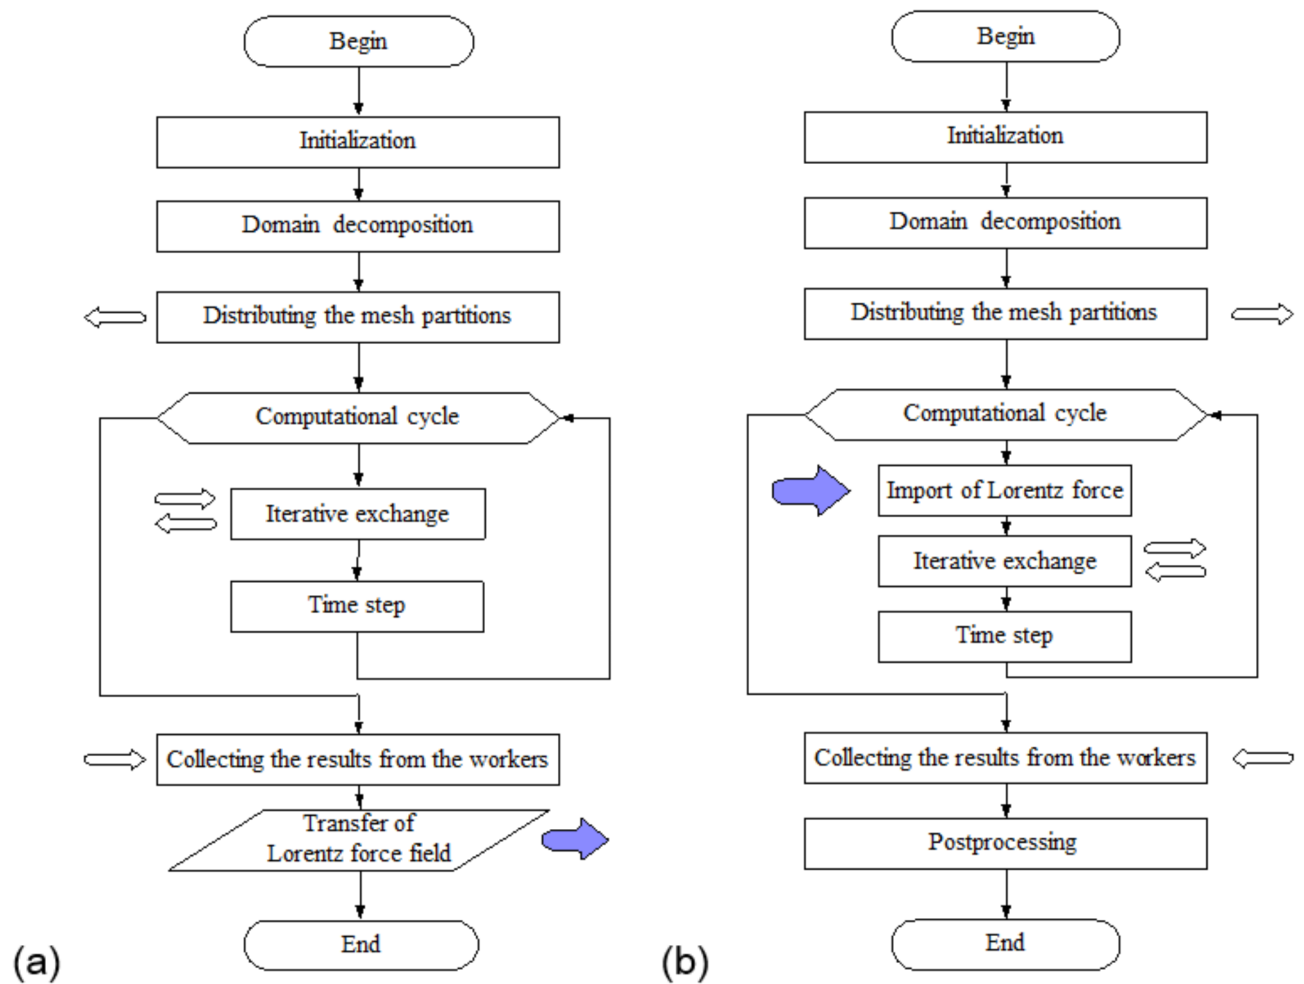 Begin
Initialization
Domain decomposition
Distributing the mesh partitions
Computational cycle
Iterative exchange
Time step
Collecting the results from the workers
Transfer of
Lorentz force field
End
(a)
Begin
Initialization
Domain decomposition
Distributing the mesh partitions
Computational cycle
Import of Lorentz force
Iterative exchange
Time step
Collecting the results from the workers
Postprocessing
End
(b)